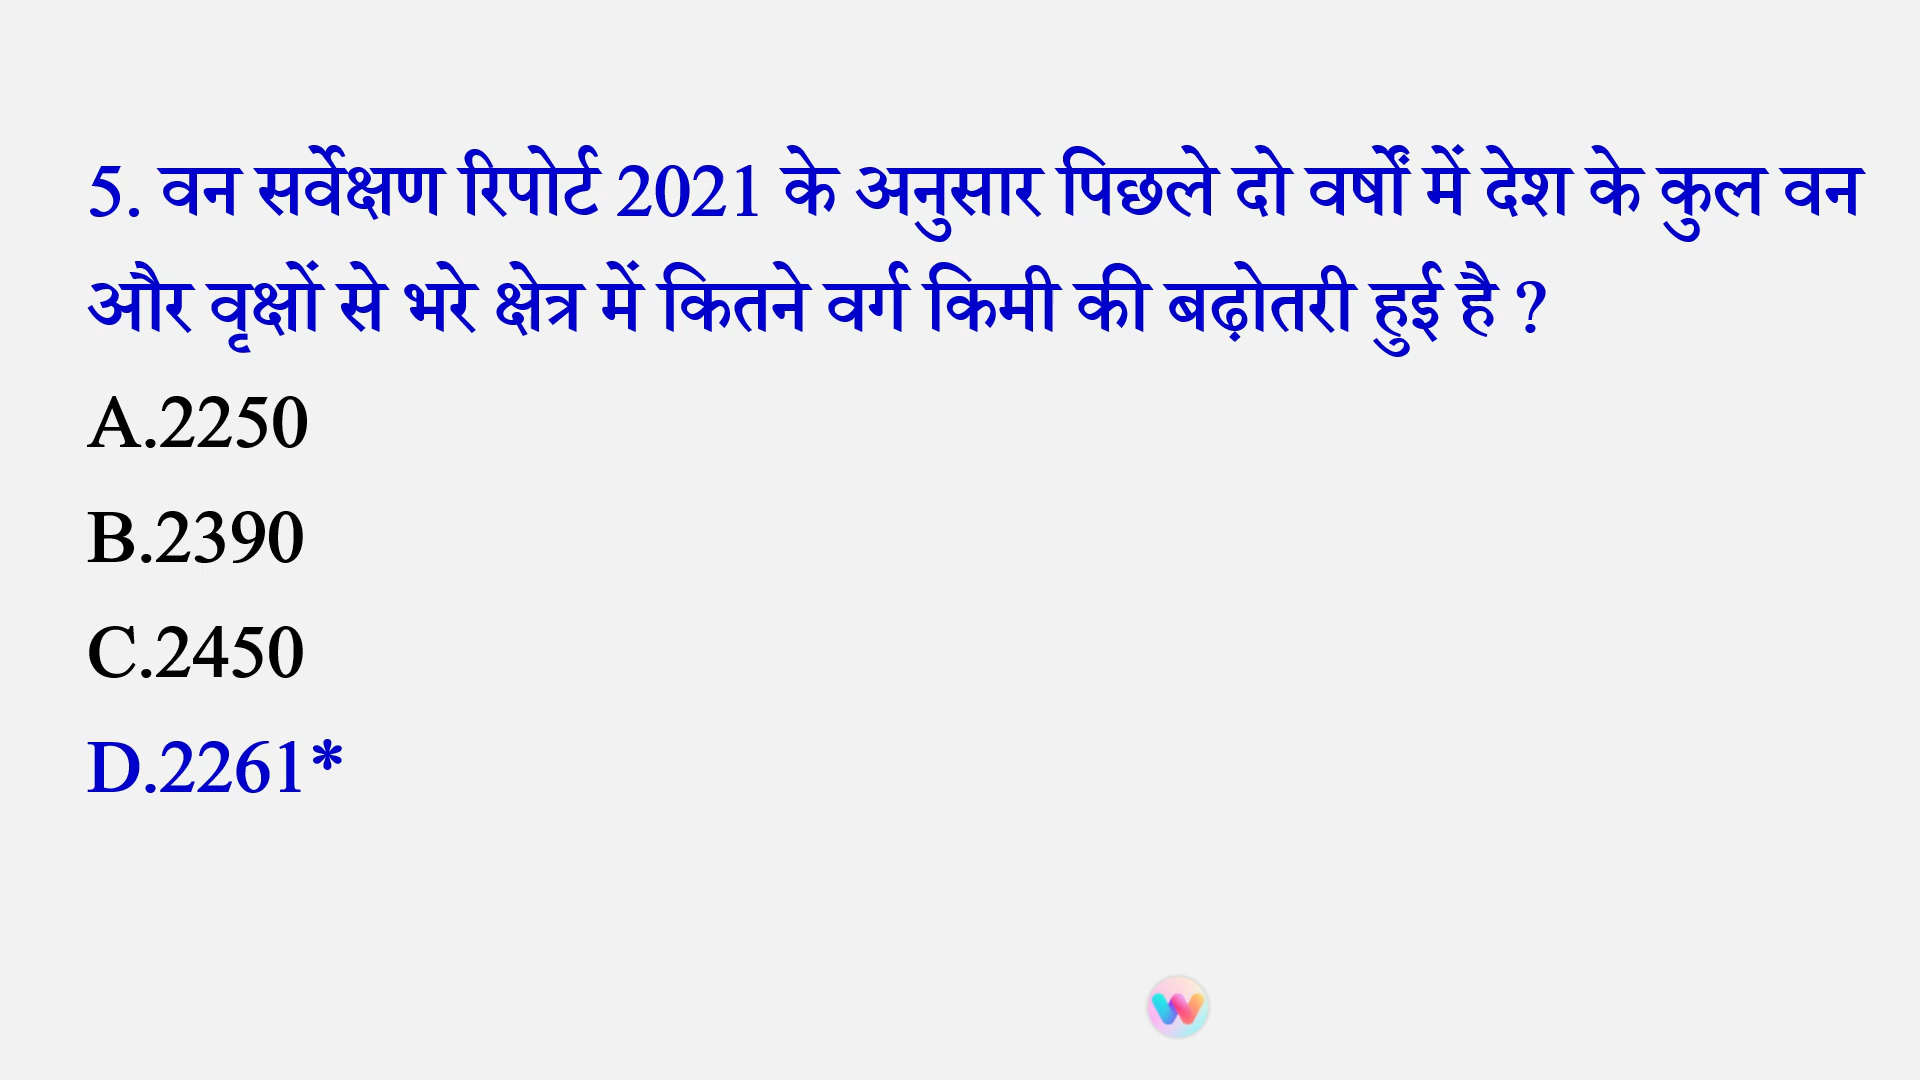 5. वन सर्वेक्षण रिपोर्ट 2021 के अनुसार पिछले दो वर्षों में देश के कुल वन
और वृक्षों से भरे क्षेत्र में कितने वर्ग किमी की बढ़ोतरी हुई है ?
A.2250
B.2390
C.2450
D.2261*